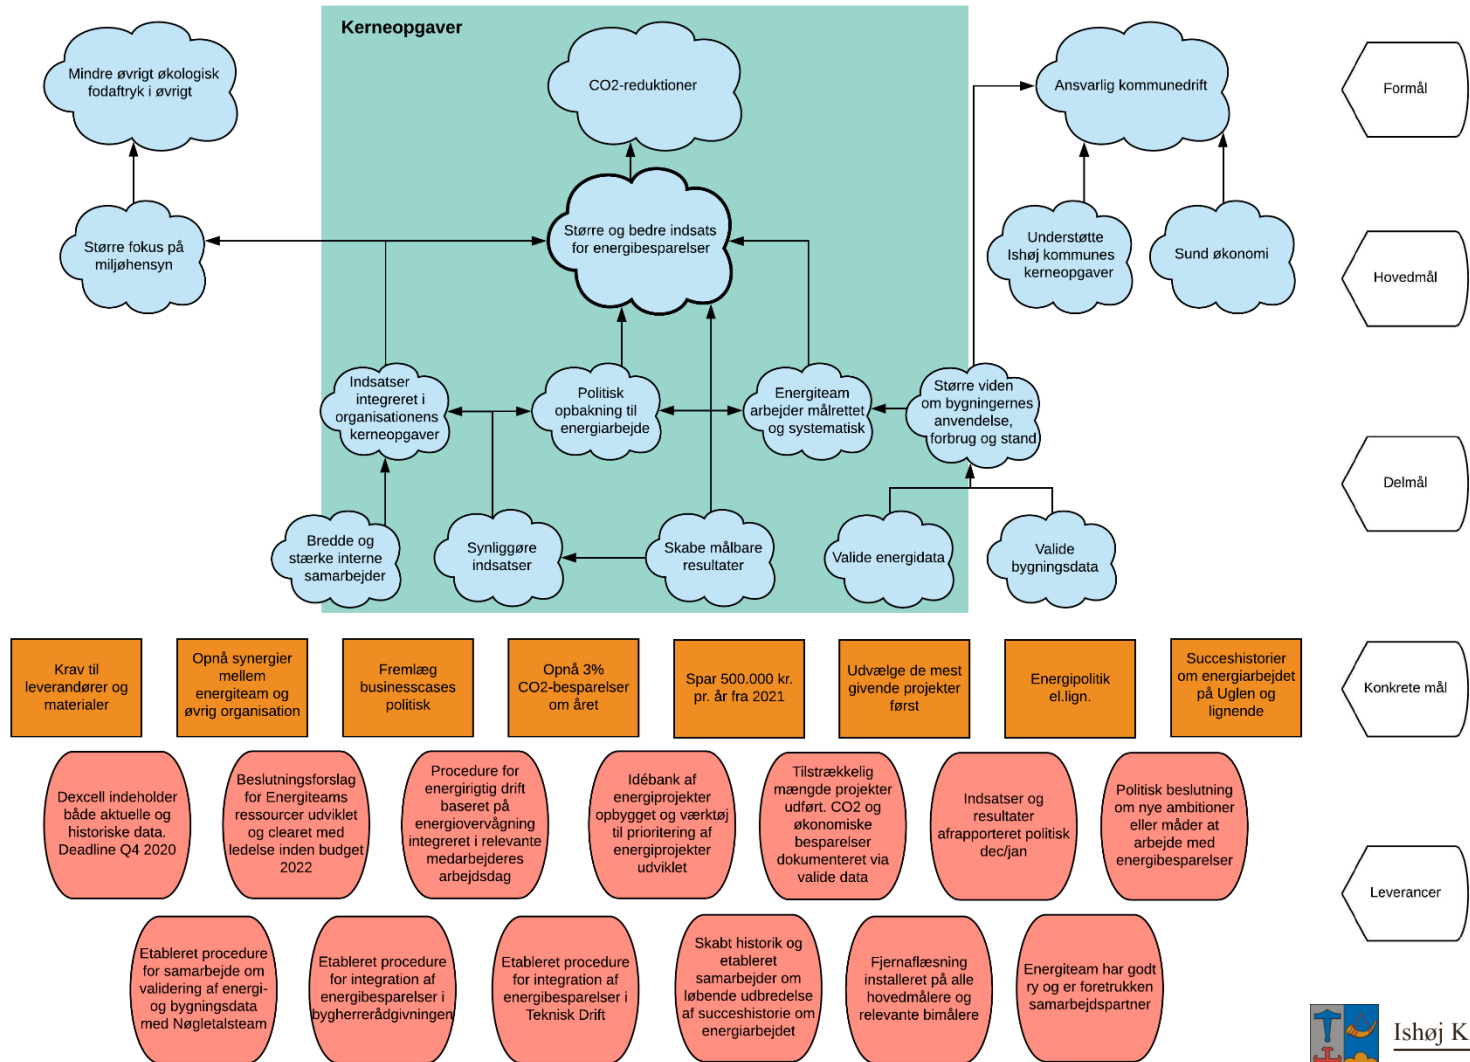 Kerneopgaver
Mindre øvrigt økologisk
fodaftryk i øvrigt
CO2-reduktioner
Ansvarlig kommunedrift
Formål
Større fokus på
miljøhensyn
Større og bedre indsats
for energibesparelser
Understøtte
Ishøj kommunes
kerneopgaver
Sund økonomi
Hovedmål
Indsatser
integreret i
organisationens
kerneopgaver
Politisk
opbakning til
energiarbejde
Energiteam
arbejder målrettet
og systematisk
Større viden
om bygningernes
anvendelse,
forbrug og stand
Delmål
Bredde og
stærke interne
samarbejder
Synliggøre
indsatser
Skabe målbare
resultater
Valide energidata
Valide
bygningsdata
Krav til
leverandører og
materialer
Opnå synergier
mellem
energiteam og
øvrig organisation
Fremlæg
businesscases
politisk
Opnå 3%
CO2-besparelser
om året
Spar 500.000 kr.
pr. år fra 2021
Udvælge de mest
givende projekter
først
Energipolitik
el.lign.
Succeshistorier
om energiarbejdet
på Uglen og
lignende
Konkrete mål
Dexcell indeholder
både aktuelle og
historiske data.
Deadline Q4 2020
Beslutningsforslag
for Energiteams
ressourcer udviklet
og clearet med
ledelse inden budget
2022
Procedure for
energirigtig drift
baseret på
energiovervågning
integreret i relevante
medarbejderes
arbejdsdag
Idébank af
energiprojekter
opbygget og værktøj
til prioritering af
energiprojekter
udviklet
Tilstrækkelig
mængde projekter
udført. CO2 og
økonomiske
besparelser
dokumenteret via
valide data
Indsatser og
resultater
afrapporteret politisk
dec/jan
Politisk beslutning
om nye ambitioner
eller måder at
arbejde med
energibesparelser
Leverancer
Etableret procedure
for samarbejde om
validering af energi-
og bygningsdata
med Nøgletalsteam
Etableret procedure
for integration af
energibesparelser i
bygherrerådgivningen
Etableret procedure
for integration af
energibesparelser i
Teknisk Drift
Skabt historik og
etableret
samarbejder om
løbende udbredelse
af succeshistorie om
energiarbejdet
Fjernaflæsning
installeret på alle
hovedmålere og
relevante bimålere
Energiteam har godt
ry og er foretrukken
samarbejdspartner
Ishøj K